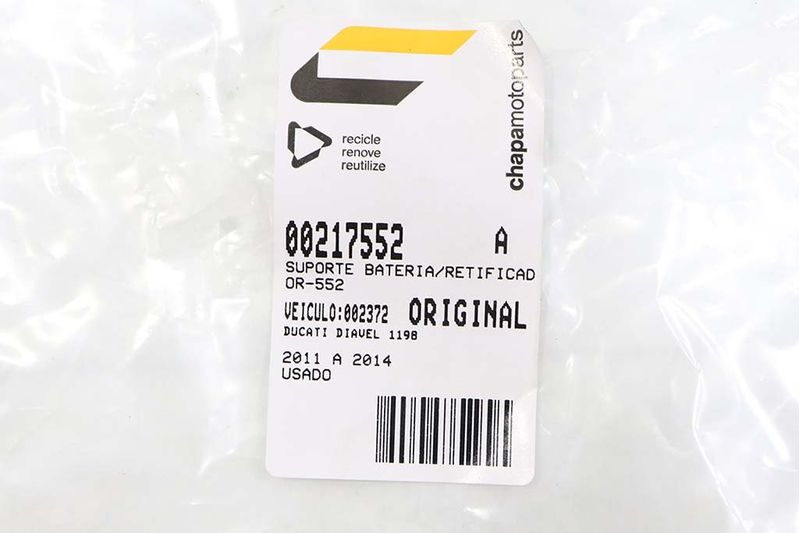 chapamotoparts
recicle
renove
reutilize
00217552 A
SUPORTE BATERIA/RETIFICAD
OR-552
VEICULO:002372 ORIGINAL
DUCATI DIAVEL 1198
2011 A 2014
USADO